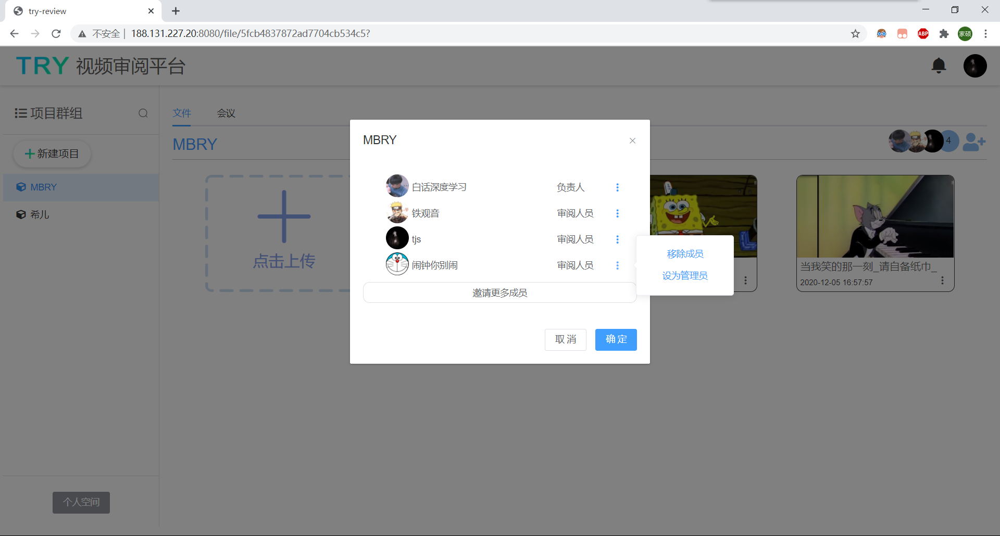 try-review
不安全
188.131.227.20:8080/file/5fcb4837872ad7704cb534c5?
ABP
家硕
TRY 视频审阅平台
项目群组
新建项目
MBRY
希儿
个人空间
文件
会议
MBRY
4
点击上传
MBRY
白话深度学习 负责人
铁观音 审阅人员
tjs 审阅人员
闹钟你别闹 审阅人员
邀请更多成员
取消
确定
移除成员
设为管理员
当我笑的那一刻_请自备纸巾_
2020-12-05 16:57:57